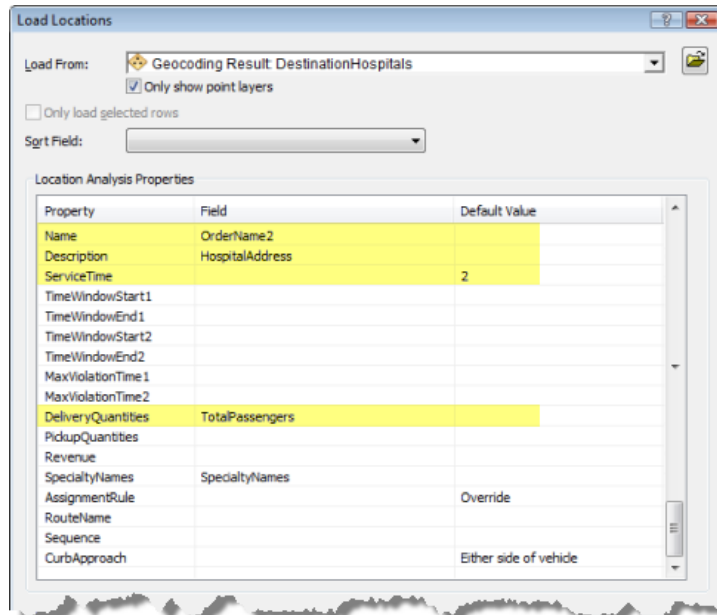 Load Locations
Load From: Geocoding Result: DestinationHospitals
Only show point layers
Only load selected rows
Sort Field:
Location Analysis Properties
Property Field Default Value
Name OrderName2
Description HospitalAddress
ServiceTime 2
TimeWindowStart1
TimeWindowEnd1
TimeWindowStart2
TimeWindowEnd2
MaxViolationTime1
MaxViolationTime2
DeliveryQuantities TotalPassengers
PickupQuantities
Revenue
SpecialtyNames SpecialtyNames
AssignmentRule Override
RouteName
Sequence
CurbApproach Either side of vehicle